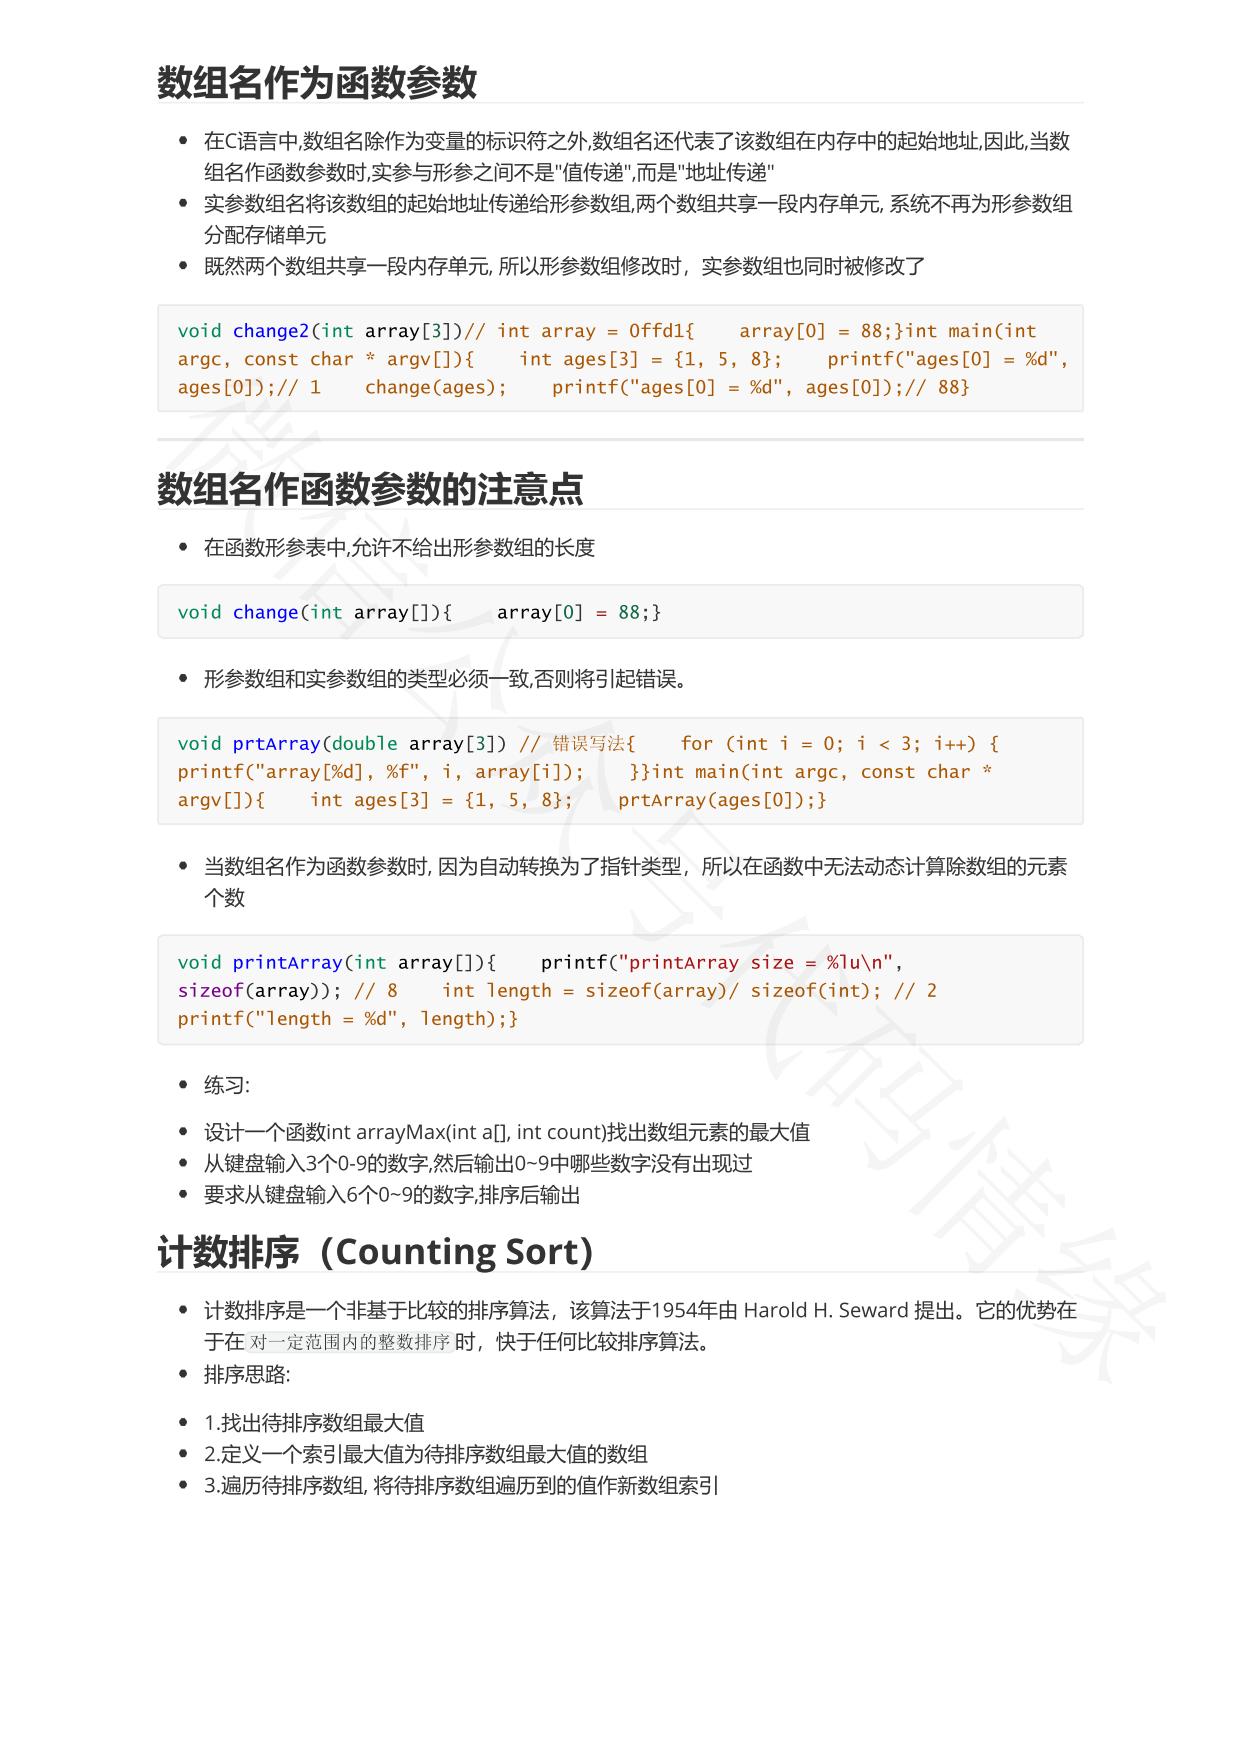 数组名作为函数参数
在C语言中,数组名除作为变量的标识符之外,数组名还代表了该数组在内存中的起始地址,因此,当数
组名作函数参数时,实参与形参之间不是"值传递",而是"地址传递"
实参数组名将该数组的起始地址传递给形参数组,两个数组共享一段内存单元, 系统不再为形参数组
分配存储单元
既然两个数组共享一段内存单元, 所以形参数组修改时，实参数组也同时被修改了
void change2(int array[3])// int array = 0ffd1{    array[0] = 88;}int main(int
argc, const char * argv[]){    int ages[3] = {1, 5, 8};    printf("ages[0] = %d",
ages[0]);// 1    change(ages);    printf("ages[0] = %d", ages[0]);// 88}
数组名作函数参数的注意点
在函数形参表中,允许不给出形参数组的长度
void change(int array[]){    array[0] = 88;}
形参数组和实参数组的类型必须一致,否则将引起错误。
void prtArray(double array[3]) // 错误写法{    for (int i = 0; i < 3; i++) {
printf("array[%d], %f", i, array[i]);    }}int main(int argc, const char *
argv[]){    int ages[3] = {1, 5, 8};    prtArray(ages[0]);}
当数组名作为函数参数时, 因为自动转换为了指针类型，所以在函数中无法动态计算除数组的元素
个数
void printArray(int array[]){    printf("printArray size = %lu\n",
sizeof(array)); // 8    int length = sizeof(array)/ sizeof(int); // 2
printf("length = %d", length);}
练习:
设计一个函数int arrayMax(int a[], int count)找出数组元素的最大值
从键盘输入3个0-9的数字,然后输出0~9中哪些数字没有出现过
要求从键盘输入6个0~9的数字,排序后输出
计数排序（Counting Sort）
计数排序是一个非基于比较的排序算法，该算法于1954年由 Harold H. Seward 提出。它的优势在
于在对一定范围内的整数排序时，快于任何比较排序算法。
排序思路:
1.找出待排序数组最大值
2.定义一个索引最大值为待排序数组最大值的数组
3.遍历待排序数组, 将待排序数组遍历到的值作新数组索引
微信公众号代码情缘